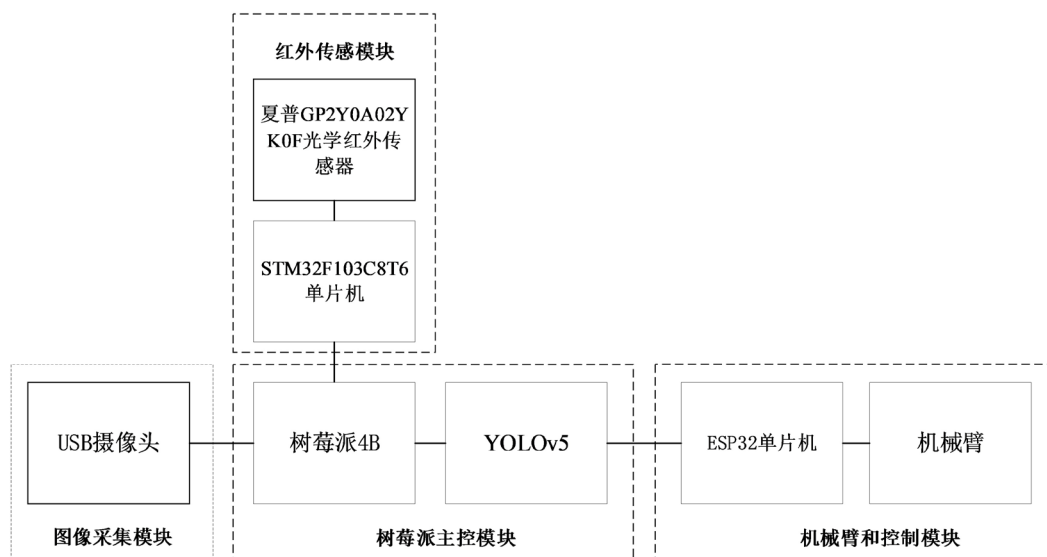 红外传感模块
夏普GP2Y0A02Y
K0F光学红外传
感器
STM32F103C8T6
单片机
USB摄像头
树莓派4B
YOLOv5
ESP32单片机
机械臂
图像采集模块
树莓派主控模块
机械臂和控制模块